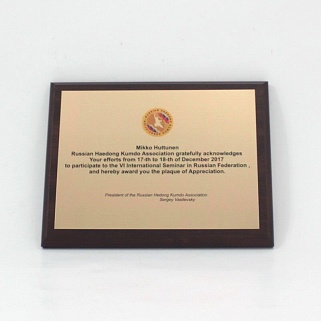 Mikko Huttunen
Russian Haedong Kumdo Association gratefully acknowledges
Your efforts from 17-th to 18-th of December 2017
to participate to the VI International Seminar in Russian Federation ,
and hereby award you the plaque of Appreciation.
President of the Russian Hadong Kumdo Association
Sergey Vasilevsky